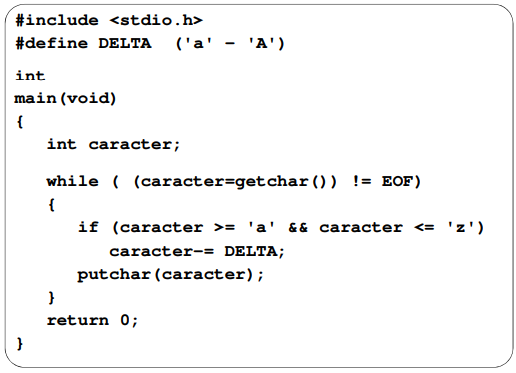 #include <stdio.h>
#define DELTA ('a' - 'A')
int
main(void)
{
int caracter;
while ( (caracter=getchar()) != EOF)
{
if (caracter >= 'a' && caracter <= 'z')
caracter-= DELTA;
putchar(caracter);
}
return 0;
}